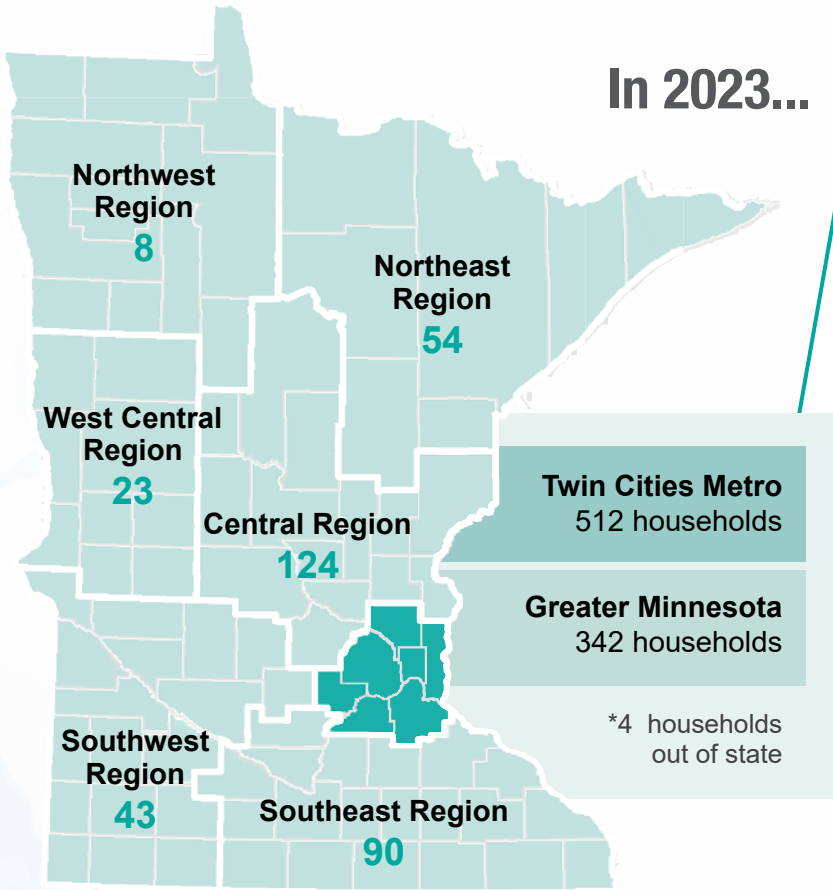 In 2023...
Northwest
Region
8
Northeast
Region
54
West Central
Region
23
Central Region
124
Twin Cities Metro
512 households
Greater Minnesota
342 households
*4 households
out of state
Southwest
Region
43
Southeast Region
90